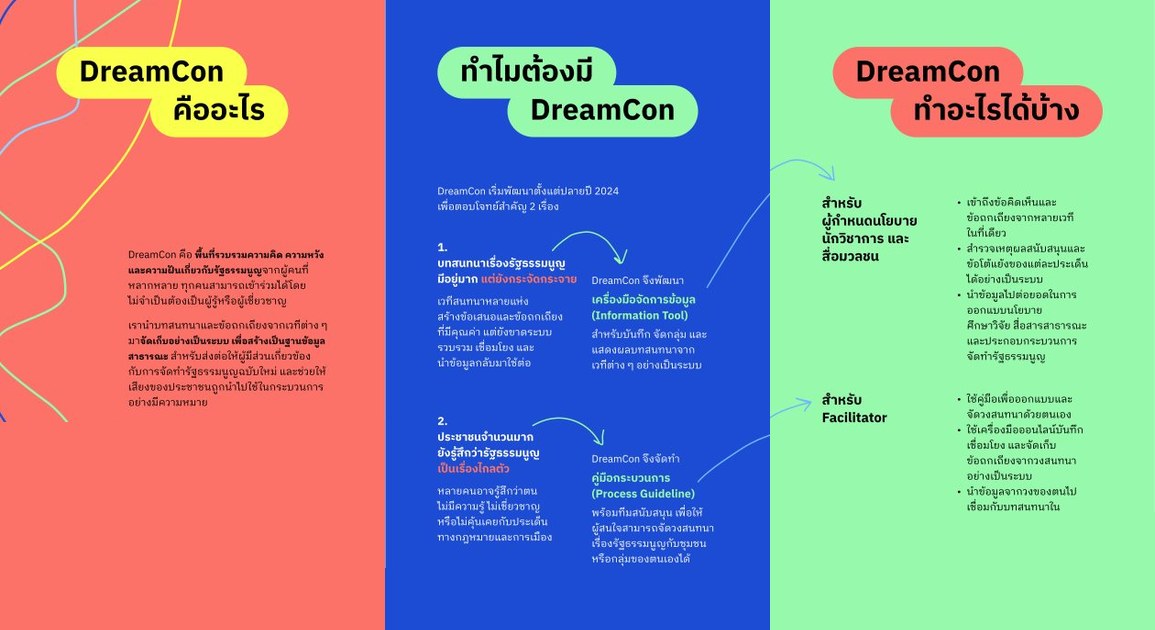 DreamCon
คืออะไร
DreamCon คือ พื้นที่รวบรวมความคิด ความหวัง
และความฝันเกี่ยวกับรัฐธรรมนูญจากผู้คนที่
หลากหลาย ทุกคนสามารถเข้าร่วมได้โดย
ไม่จำเป็นต้องเป็นผู้รู้หรือผู้เชี่ยวชาญ
เรานำบทสนทนาและข้อถกเถียงจากเวทีต่าง ๆ
มาจัดเก็บอย่างเป็นระบบ เพื่อสร้างเป็นฐานข้อมูล
สาธารณะ สำหรับส่งต่อให้ผู้มีส่วนเกี่ยวข้อง
กับการจัดทำรัฐธรรมนูญฉบับใหม่ และช่วยให้
เสียงของประชาชนถูกนำไปใช้ในกระบวนการ
อย่างมีความหมาย
ทำไมต้องมี
DreamCon
DreamCon เริ่มพัฒนาตั้งแต่ปลายปี 2024
เพื่อตอบโจทย์สำคัญ 2 เรื่อง
1.
บทสนทนาเรื่องรัฐธรรมนูญ
มีอยู่มาก แต่ยังกระจัดกระจาย
เวทีสนทนาหลายแห่ง
สร้างข้อเสนอและข้อถกเถียง
ที่มีคุณค่า แต่ยังขาดระบบ
รวบรวม เชื่อมโยง และ
นำข้อมูลกลับมาใช้ต่อ
DreamCon จึงพัฒนา
เครื่องมือจัดการข้อมูล
(Information Tool)
สำหรับบันทึก จัดกลุ่ม และ
แสดงผลบทสนทนาจาก
เวทีต่าง ๆ อย่างเป็นระบบ
2.
ประชาชนจำนวนมาก
ยังรู้สึกว่ารัฐธรรมนูญ
เป็นเรื่องไกลตัว
หลายคนอาจรู้สึกว่าตน
ไม่มีความรู้ ไม่เชี่ยวชาญ
หรือไม่คุ้นเคยกับประเด็น
ทางกฎหมายและการเมือง
DreamCon จึงจัดทำ
คู่มือกระบวนการ
(Process Guideline)
พร้อมทีมสนับสนุน เพื่อให้
ผู้สนใจสามารถจัดวงสนทนา
เรื่องรัฐธรรมนูญกับชุมชน
หรือกลุ่มของตนเองได้
DreamCon
ทำอะไรได้บ้าง
สำหรับ
ผู้กำหนดนโยบาย
นักวิชาการ และ
สื่อมวลชน
• เข้าถึงข้อคิดเห็นและ
ข้อถกเถียงจากหลายเวที
ในที่เดียว
• สำรวจเหตุผลสนับสนุนและ
ข้อโต้แย้งของแต่ละประเด็น
ได้อย่างเป็นระบบ
• นำข้อมูลไปต่อยอดในการ
ออกแบบนโยบาย
ศึกษาวิจัย สื่อสารสาธารณะ
และประกอบกระบวนการ
จัดทำรัฐธรรมนูญ
สำหรับ
Facilitator
• ใช้คู่มือเพื่อออกแบบและ
จัดวงสนทนาด้วยตนเอง
• ใช้เครื่องมือออนไลน์บันทึก
เชื่อมโยง และจัดเก็บ
ข้อถกเถียงจากวงสนทนา
อย่างเป็นระบบ
• นำข้อมูลจากวงของตนไป
เชื่อมกับบทสนทนาใน